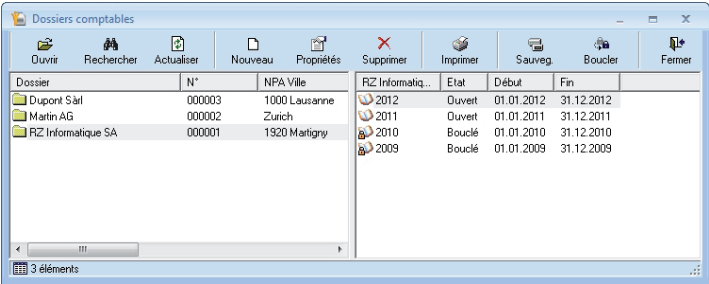 Dossiers comptables
Ouvrir Rechercher Actualiser Nouveau Propriétés Supprimer Imprimer Sauveg. Boucler Fermer
Dossier N° NPA Ville
Dupont Sàrl 000003 1000 Lausanne
Martin AG 000002 Zurich
RZ Informatique SA 000001 1920 Martigny
RZ Informatiq... Etat Début Fin
2012 Ouvert 01.01.2012 31.12.2012
2011 Ouvert 01.01.2011 31.12.2011
2010 Bouclé 01.01.2010 31.12.2010
2009 Bouclé 01.01.2009 31.12.2009
3 éléments